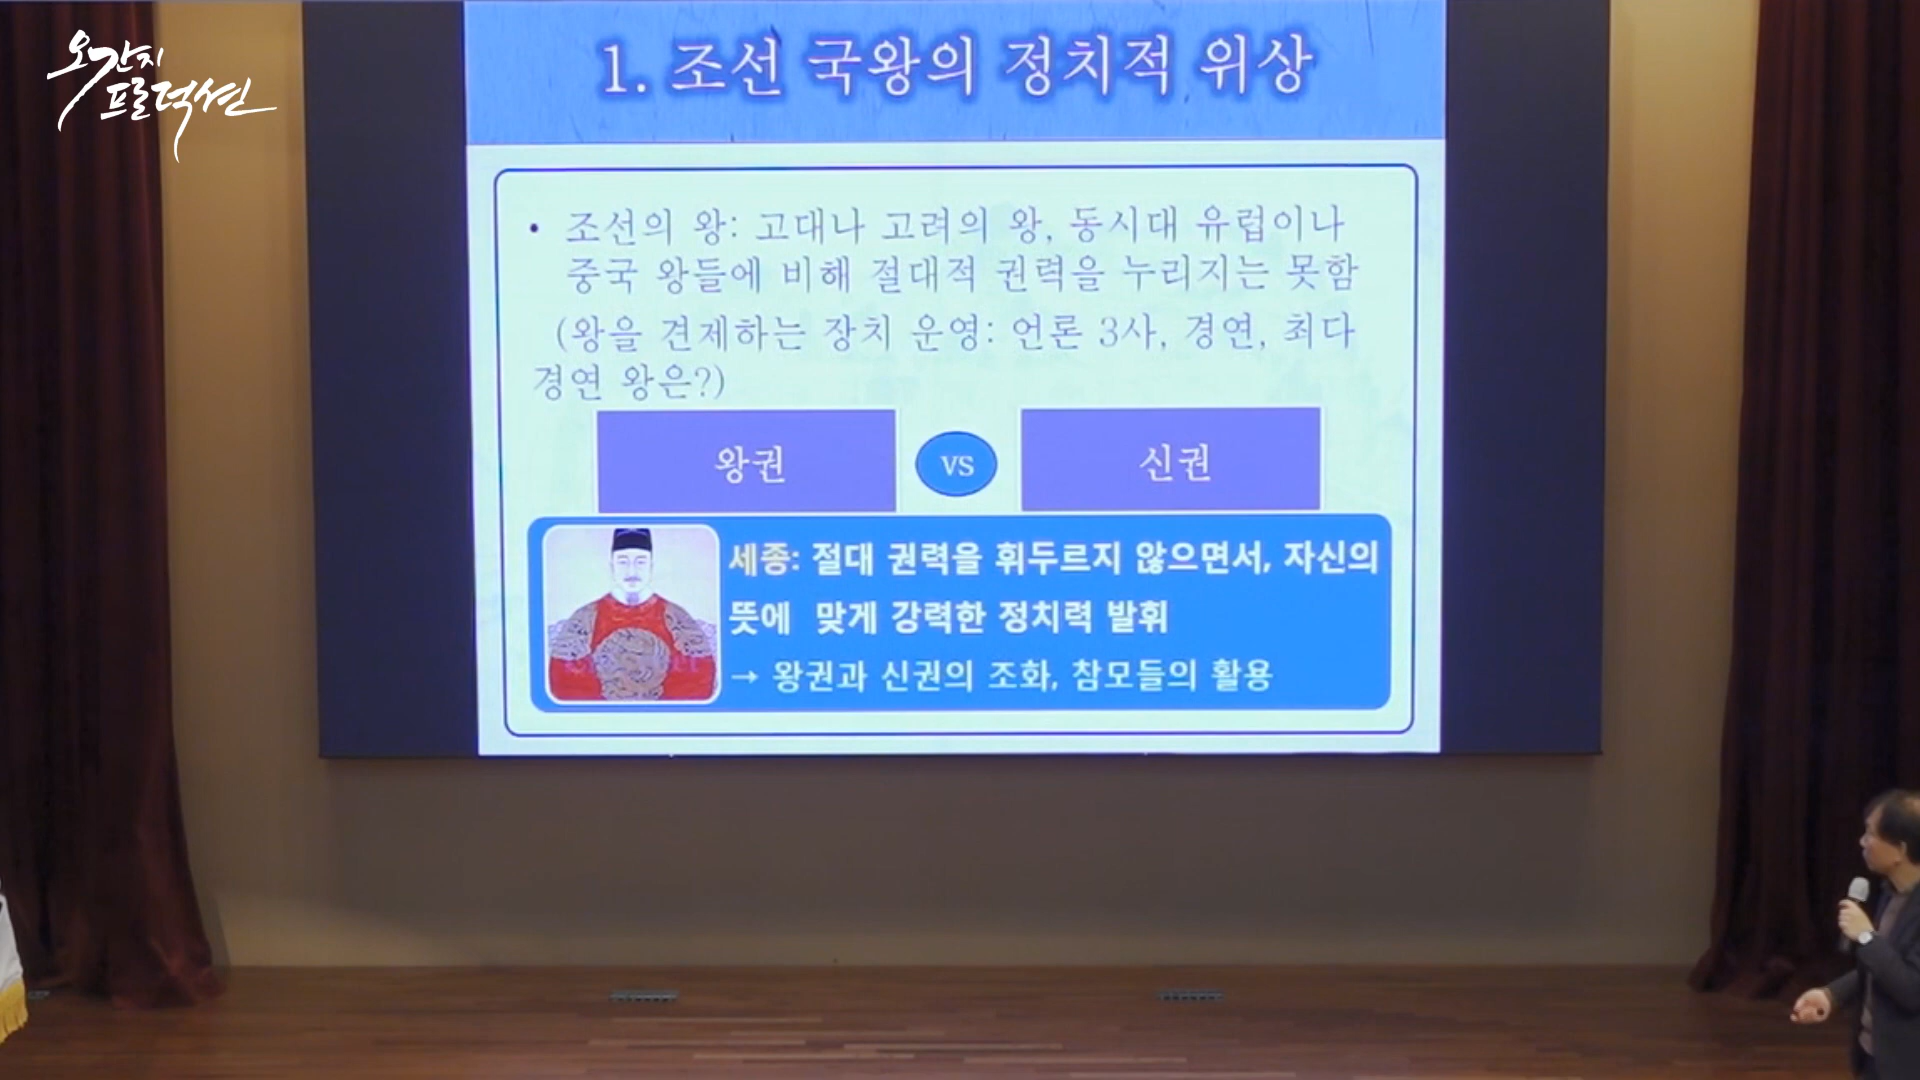 오간지
프로덕션
1. 조선 국왕의 정치적 위상
• 조선의 왕: 고대나 고려의 왕, 동시대 유럽이나
중국 왕들에 비해 절대적 권력을 누리지는 못함
(왕을 견제하는 장치 운영: 언론 3사, 경연, 최다
경연 왕은?)
왕권 vs 신권
세종: 절대 권력을 휘두르지 않으면서, 자신의
뜻에 맞게 강력한 정치력 발휘
→ 왕권과 신권의 조화, 참모들의 활용